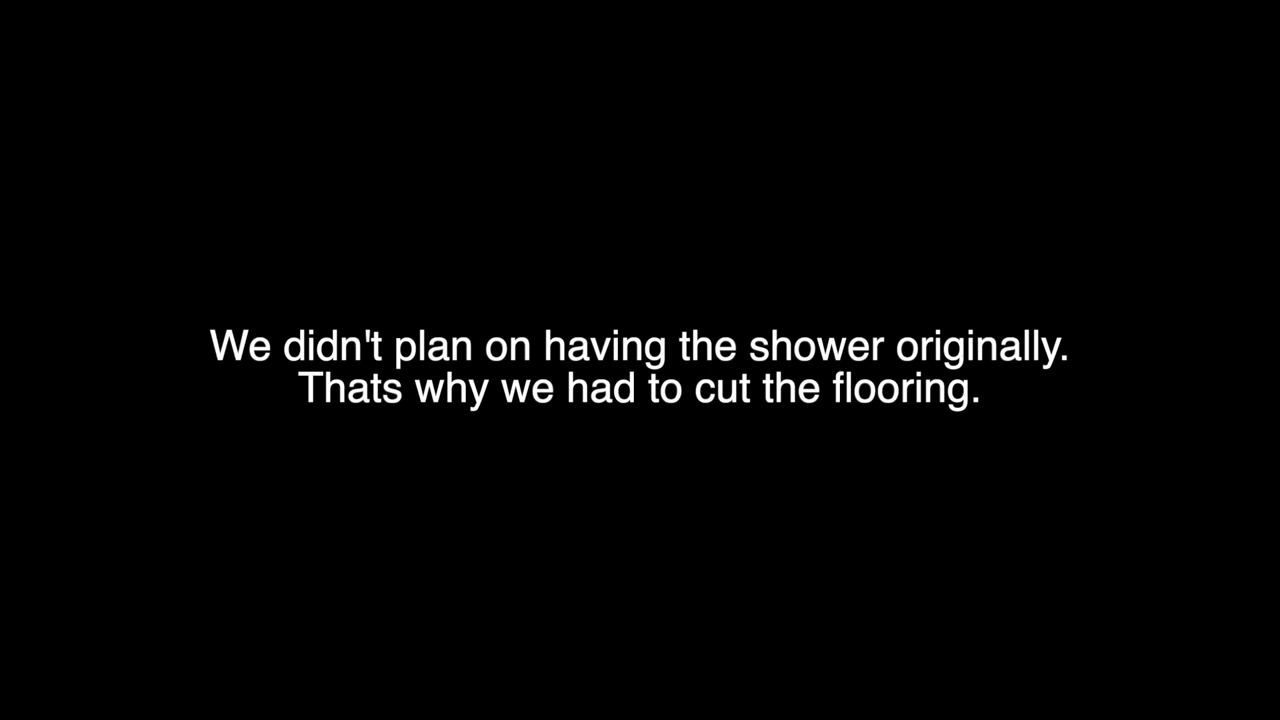 We didn't plan on having the shower originally.
Thats why we had to cut the flooring.